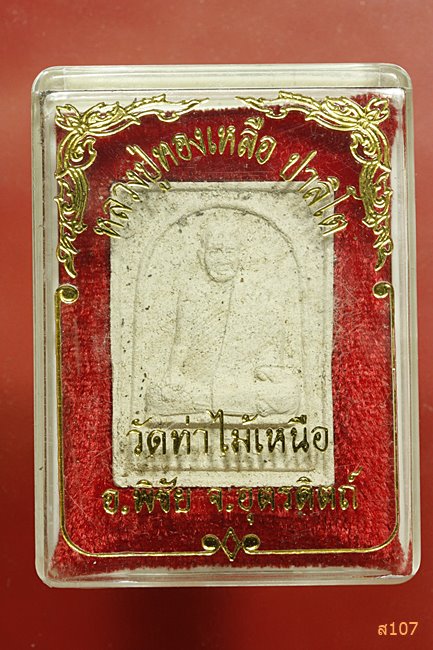 หลวงปู่ทองเหลือ ปาลิโต
วัดท่าไม้เหนือ
อ.พิชัย จ.อุตรดิตถ์
ส107